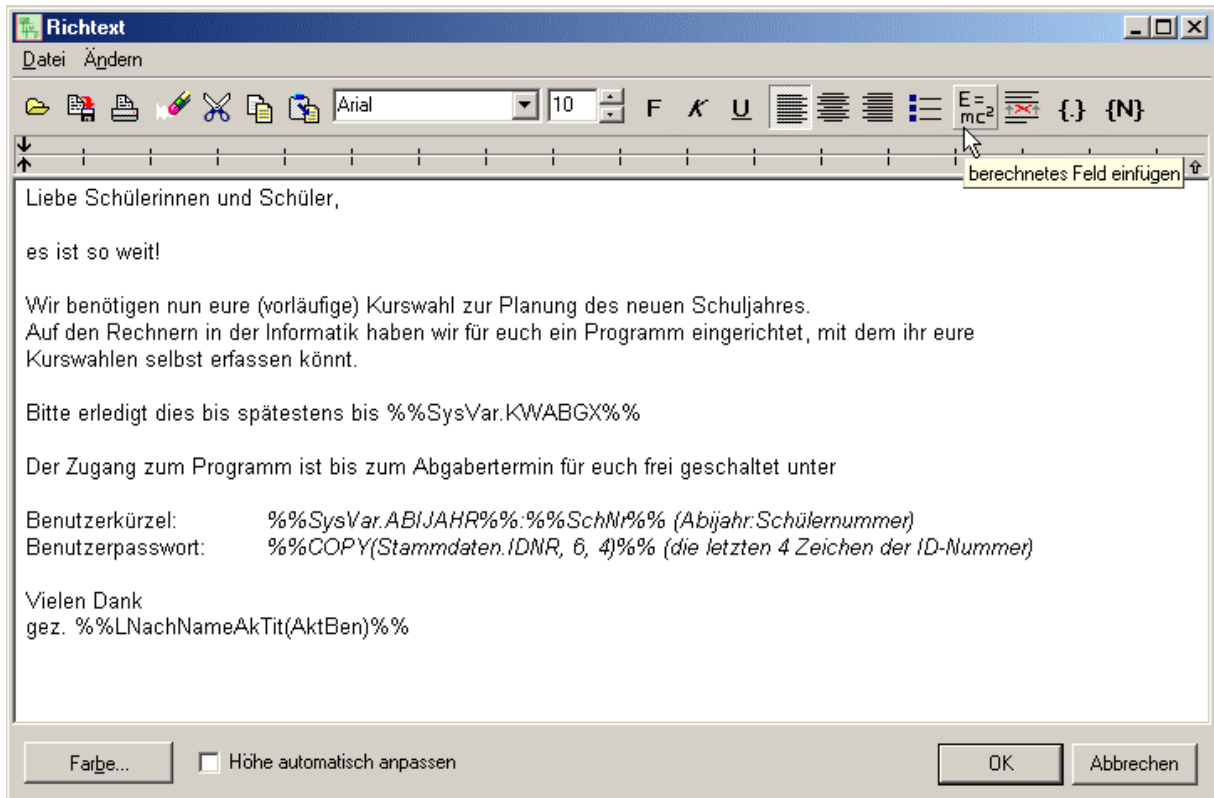 Richtext
Datei Ändern
Arial 10 F K U E= mc² {.} {N}
berechnetes Feld einfügen
Liebe Schülerinnen und Schüler,
es ist so weit!
Wir benötigen nun eure (vorläufige) Kurswahl zur Planung des neuen Schuljahres.
Auf den Rechnern in der Informatik haben wir für euch ein Programm eingerichtet, mit dem ihr eure
Kurswahlen selbst erfassen könnt.
Bitte erledigt dies bis spätestens bis %%SysVar.KWABGX%%
Der Zugang zum Programm ist bis zum Abgabertermin für euch frei geschaltet unter
Benutzerkürzel: %%SysVar.ABIJAHR%%:%%SchNr%% (Abijahr:Schülernummer)
Benutzerpasswort: %%COPY(Stammdaten.IDNR, 6, 4)%% (die letzten 4 Zeichen der ID-Nummer)
Vielen Dank
gez. %%LNachNameAkTit(AktBen)%%
Farbe... Höhe automatisch anpassen OK Abbrechen